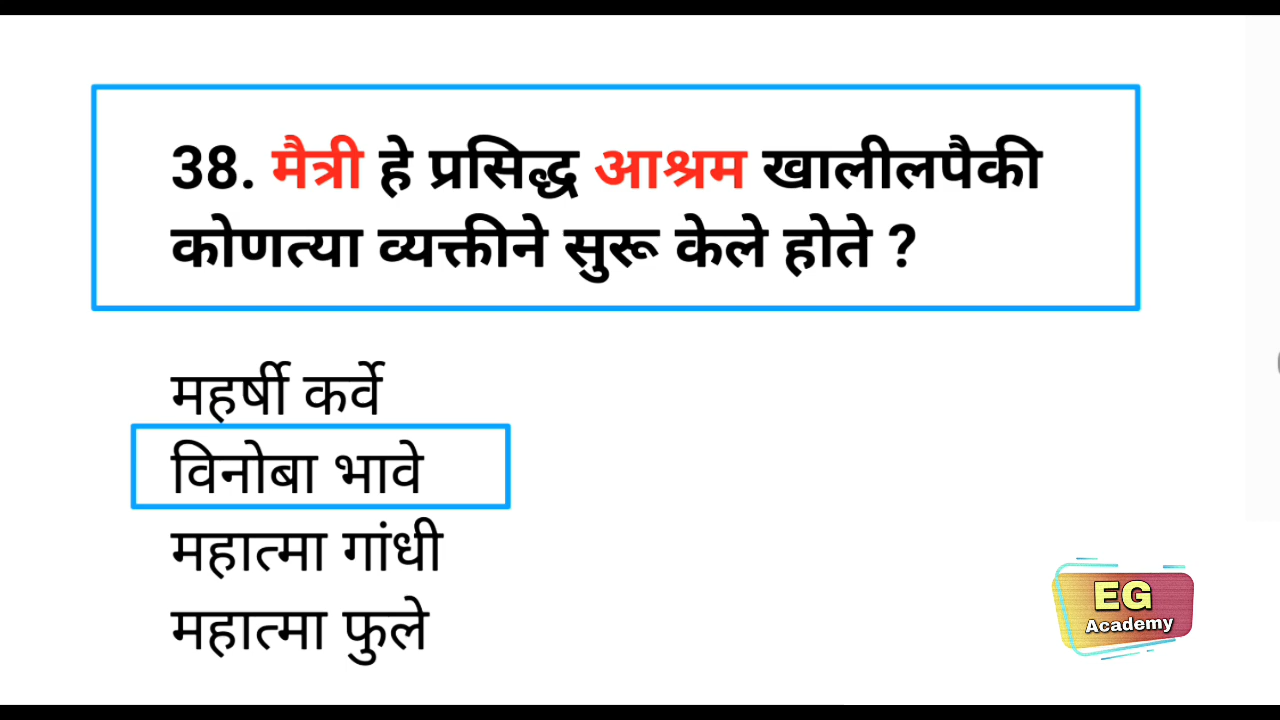 38. मैत्री हे प्रसिद्ध आश्रम खालीलपैकी
कोणत्या व्यक्तीने सुरू केले होते ?
महर्षी कर्वे
विनोबा भावे
महात्मा गांधी
महात्मा फुले
EG
Academy